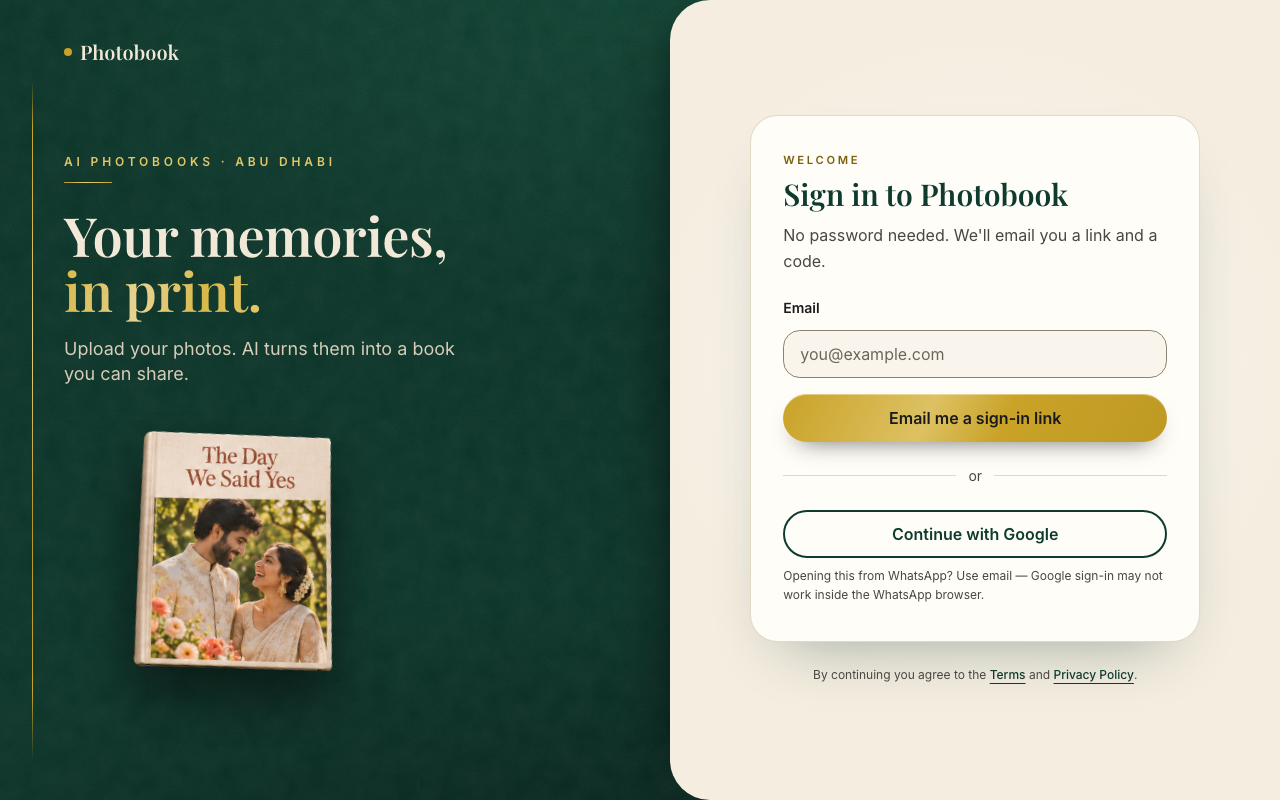 Photobook
AI PHOTOBOOKS · ABU DHABI
Your memories,
in print.
Upload your photos. AI turns them into a book
you can share.
The Day
We Said Yes
WELCOME
Sign in to Photobook
No password needed. We'll email you a link and a
code.
Email
you@example.com
Email me a sign-in link
or
Continue with Google
Opening this from WhatsApp? Use email — Google sign-in may not
work inside the WhatsApp browser.
By continuing you agree to the Terms and Privacy Policy.